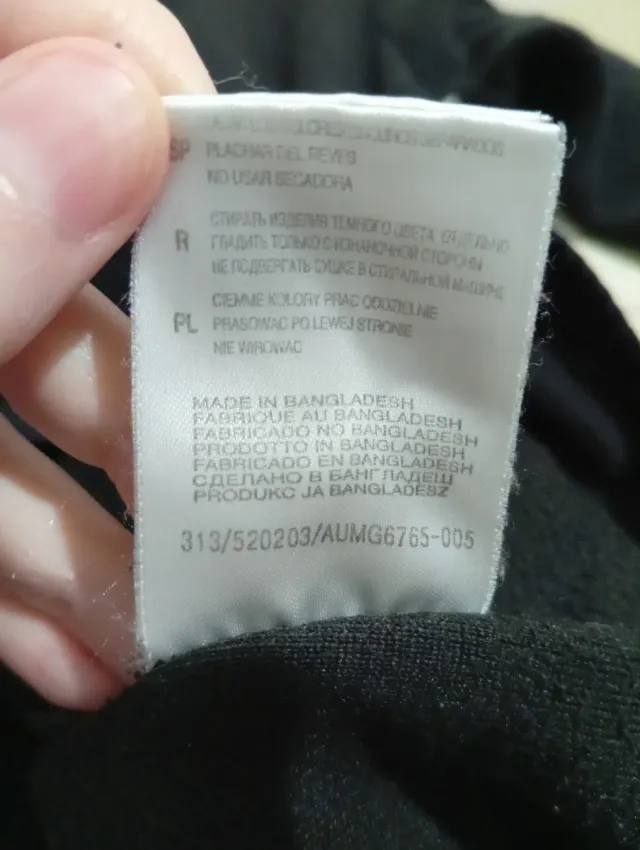 SP
PLACHAR DEL REVES
NO USAR SECADORA
R
СТИРАТЬ ИЗДЕЛИЯ ТЕМНОГО ЦВЕТА ОТДЕЛЬНО
ГЛАДИТЬ ТОЛЬКО С ИЗНАНОЧНОЙ СТОРОНЫ
НЕ ПОДВЕРГАТЬ СУШКЕ В СТИРАЛЬНОЙ МАШИНЕ
PL
CIEMNE KOLORY PRAC ODDZIELNIE
PRASOWAC PO LEWEJ STRONIE
NIE WIROWAC
MADE IN BANGLADESH
FABRIQUE AU BANGLADESH
FABRICADO NO BANGLADESH
PRODOTTO IN BANGLADESH
FABRICADO EN BANGLADESH
СДЕЛАНО В БАНГЛАДЕШ
PRODUKC JA BANGLADESZ
313/520203/AUMG6765-005